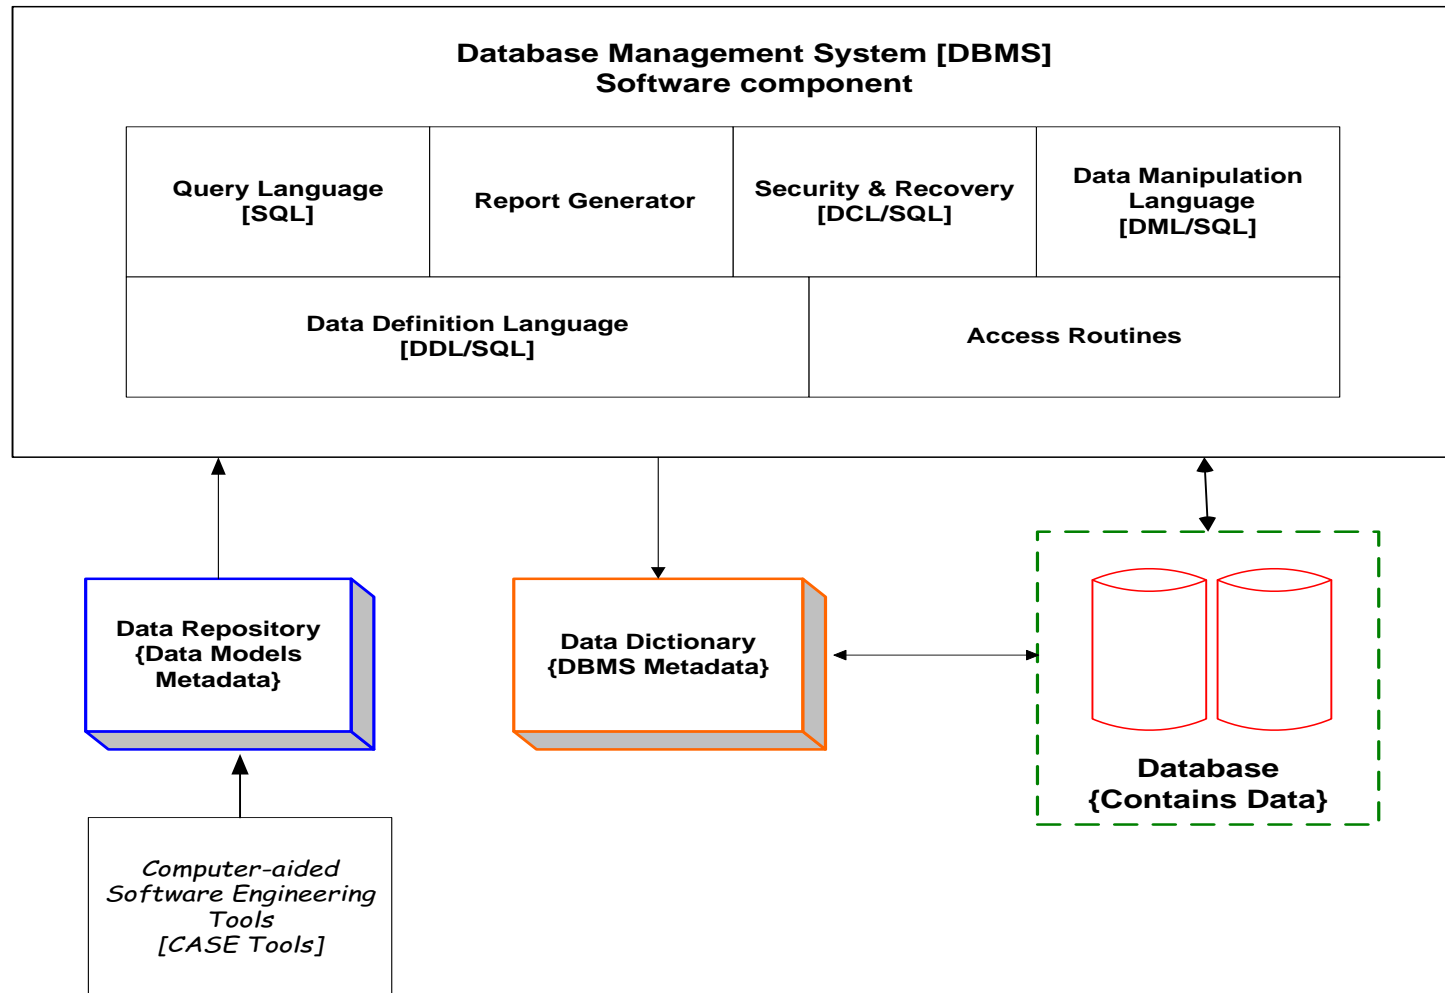 Database Management System [DBMS]
Software component
Query Language
[SQL]
Report Generator
Security & Recovery
[DCL/SQL]
Data Manipulation
Language
[DML/SQL]
Data Definition Language
[DDL/SQL]
Access Routines
Data Repository
{Data Models
Metadata}
Data Dictionary
{DBMS Metadata}
Database
{Contains Data}
Computer-aided
Software Engineering
Tools
[CASE Tools]